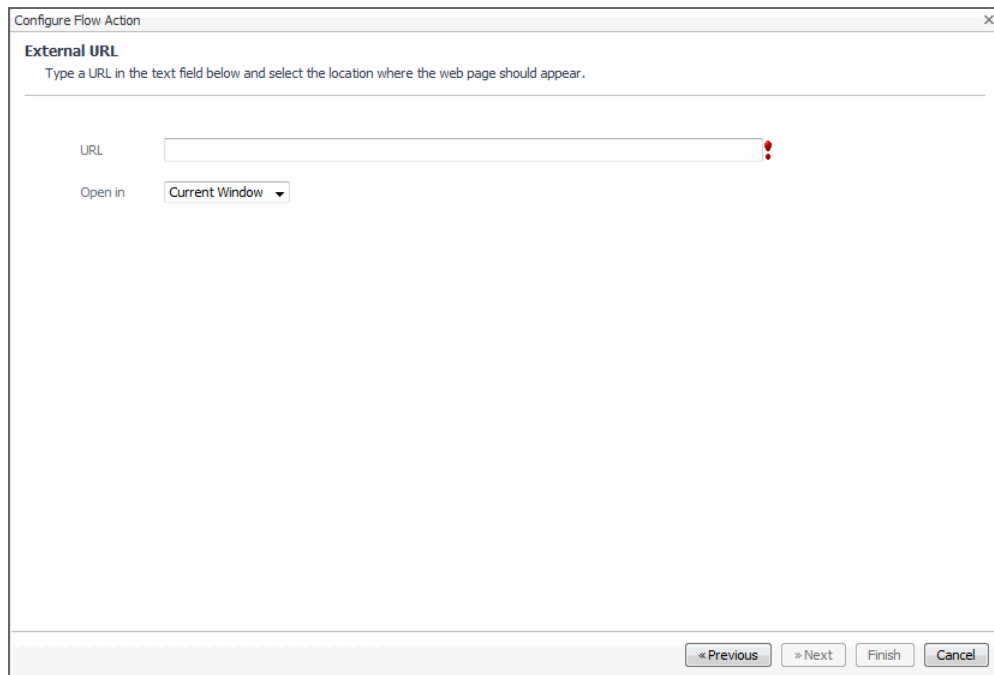 Configure Flow Action
External URL
Type a URL in the text field below and select the location where the web page should appear.
URL
Open in Current Window
« Previous » Next Finish Cancel